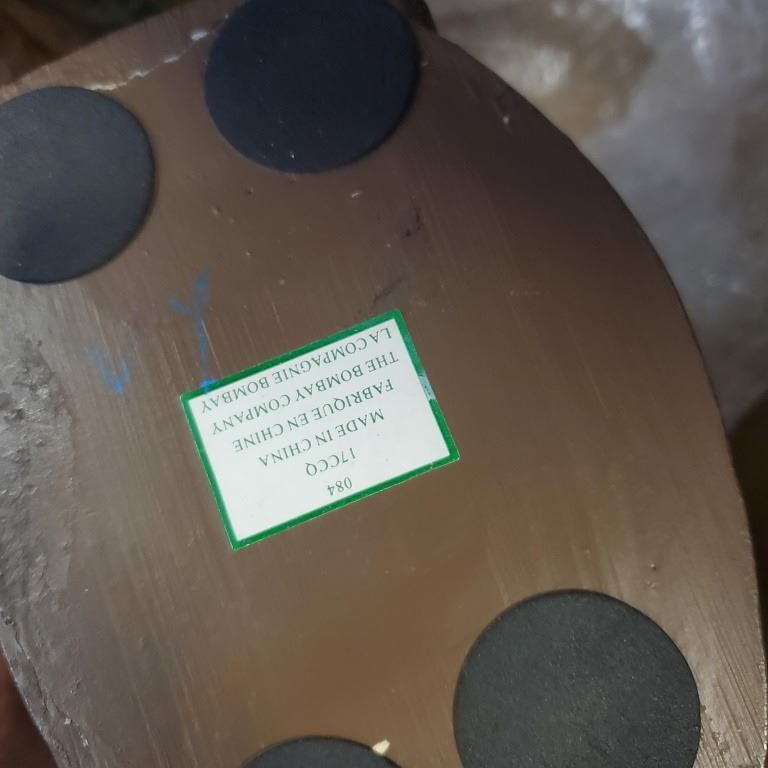 084
17CCQ
MADE IN CHINA
FABRIQUE EN CHINE
THE BOMBAY COMPANY
LA COMPAGNIE BOMBAY